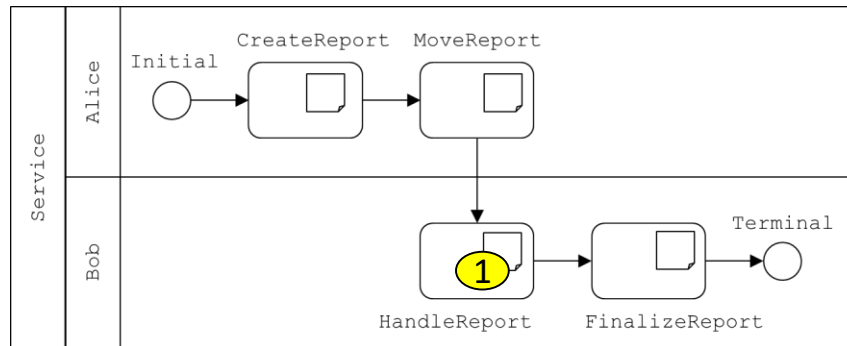 Service
Alice
Initial
CreateReport
MoveReport
Bob
1
HandleReport
FinalizeReport
Terminal